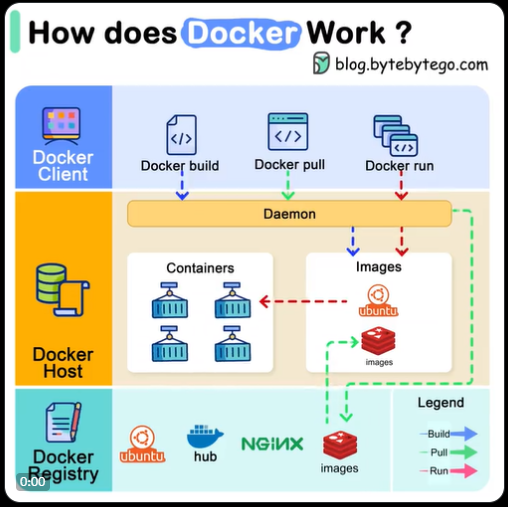 How does Docker Work ?
blog.bytebytego.com
Docker
Client
Docker build
Docker pull
Docker run
Daemon
Docker
Host
Containers
Images
ubuntu
images
Docker
Registry
0:00
ubuntu
hub
NGINX
images
Legend
Build
Pull
Run